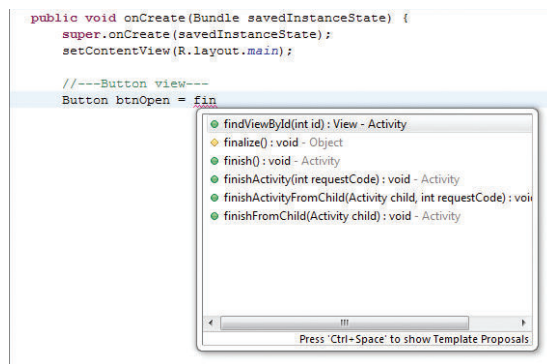 public void onCreate(Bundle savedInstanceState) {
super.onCreate(savedInstanceState);
setContentView(R.layout.main);
//---Button view---
Button btnOpen = fin
findViewById(int id) : View - Activity
finalize() : void - Object
finish() : void - Activity
finishActivity(int requestCode) : void - Activity
finishActivityFromChild(Activity child, int requestCode) : voi
finishFromChild(Activity child) : void - Activity
Press 'Ctrl+Space' to show Template Proposals